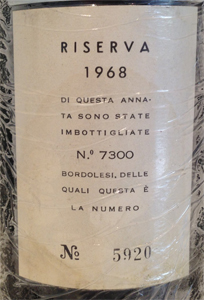 RISERVA
1968
DI QUESTA ANNA-
TA SONO STATE
IMBOTTIGLIATE
N.º 7300
BORDOLESI, DELLE
QUALI QUESTA È
LA NUMERO
Nº 5920